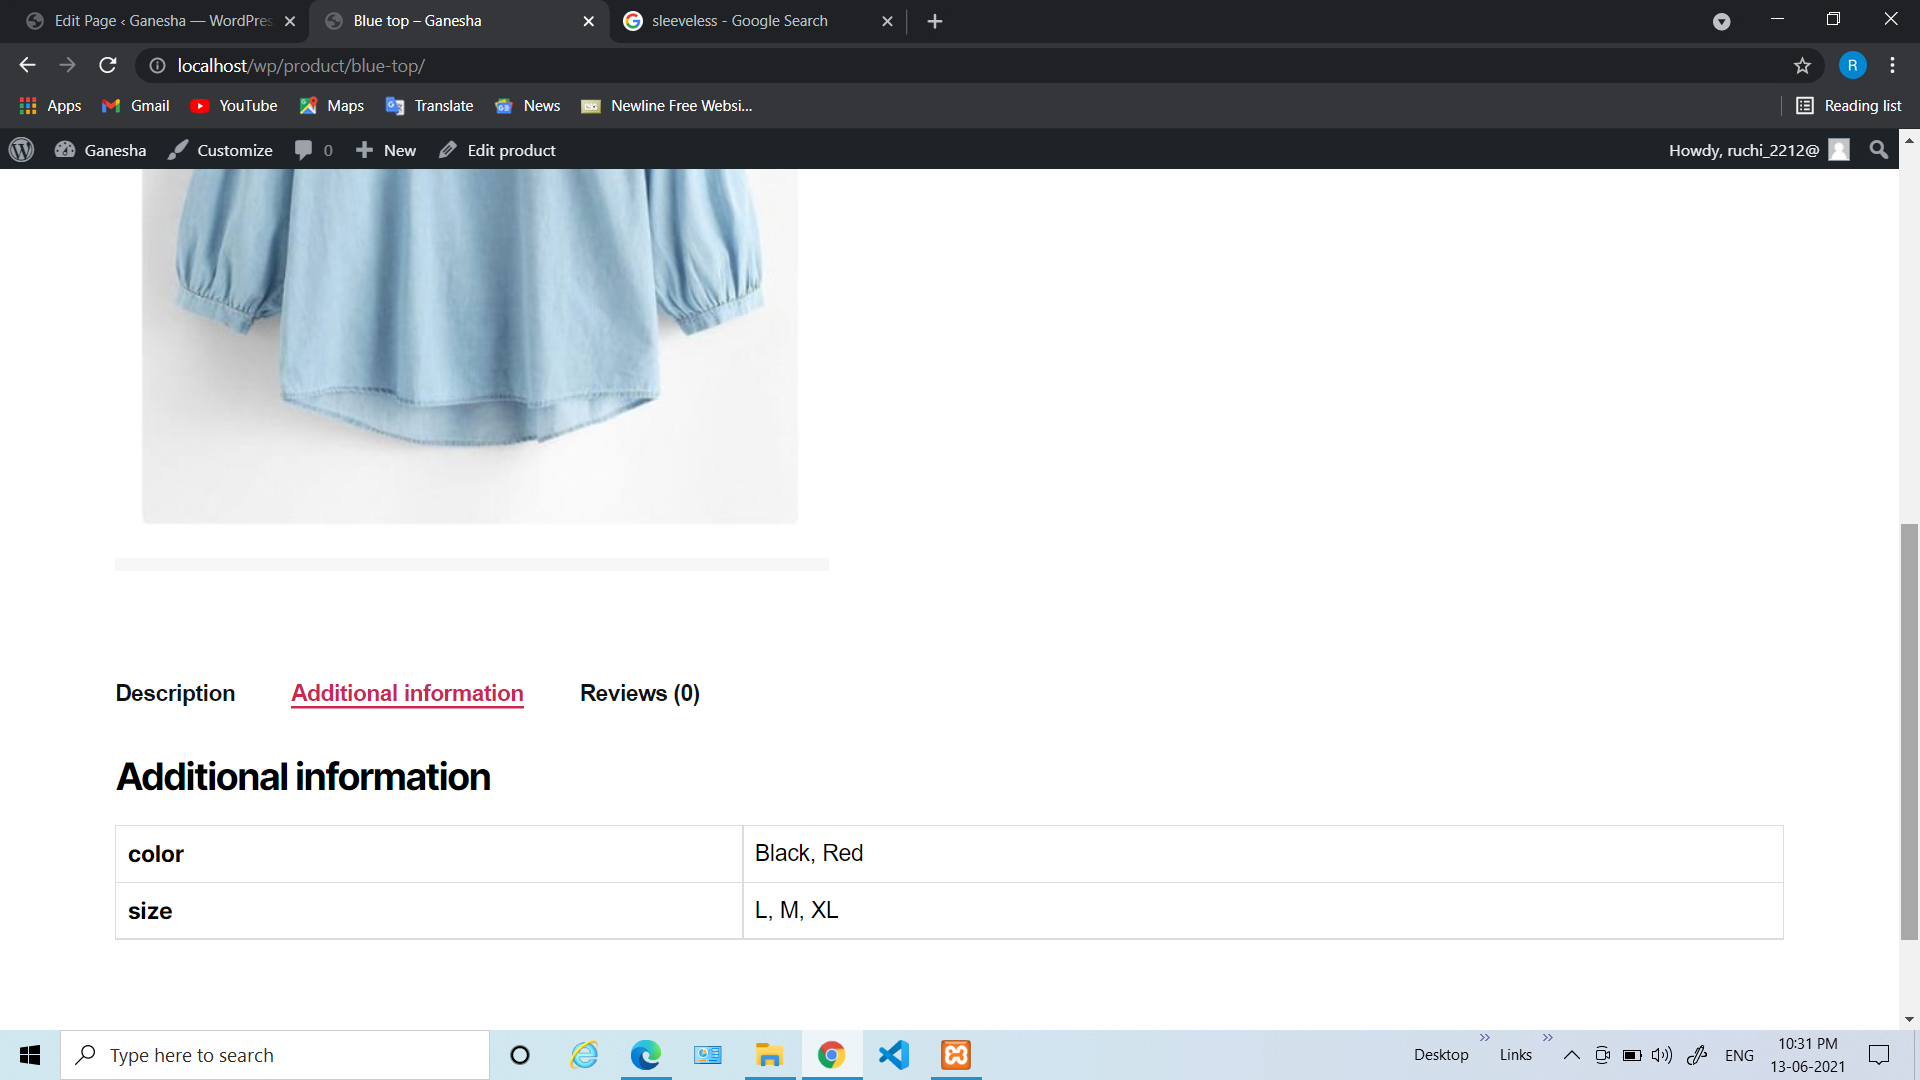 Edit Page ‹ Ganesha — WordPres
Blue top – Ganesha
sleeveless - Google Search
localhost/wp/product/blue-top/
R
Apps
Gmail
YouTube
Maps
Translate
News
Newline Free Websi...
Reading list
Ganesha
Customize
0
New
Edit product
Howdy, ruchi_2212@
Description
Additional information
Reviews (0)
Additional information
color
Black, Red
size
L, M, XL
Type here to search
Desktop
Links
ENG
10:31 PM
13-06-2021